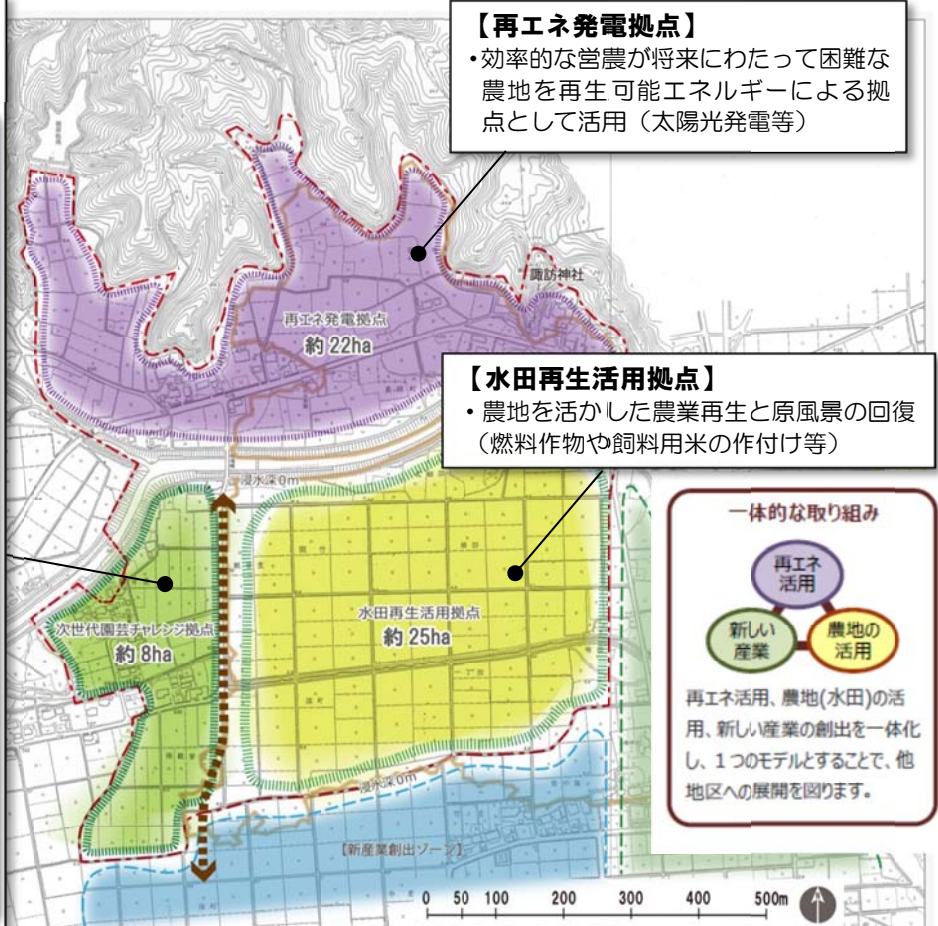 【再エネ発電拠点】
・効率的な営農が将来にわたって困難な
農地を再生可能エネルギーによる拠
点として活用（太陽光発電等）
諏訪神社
再エネ発電拠点
約22ha
【水田再生活用拠点】
・農地を活かした農業再生と原風景の回復
（燃料作物や飼料用米の作付け等）
浸水深0m
一体的な取り組み
再エネ
活用
新しい
産業
農地の
活用
再エネ活用、農地(水田)の活
用、新しい産業の創出を一体化
し、１つのモデルとすることで、他
地区への展開を図ります。
次世代園芸チャレンジ拠点
約8ha
水田再生活用拠点
約25ha
浸水深0m
【新産業創出ゾーン】
0 50 100 200 300 400 500m